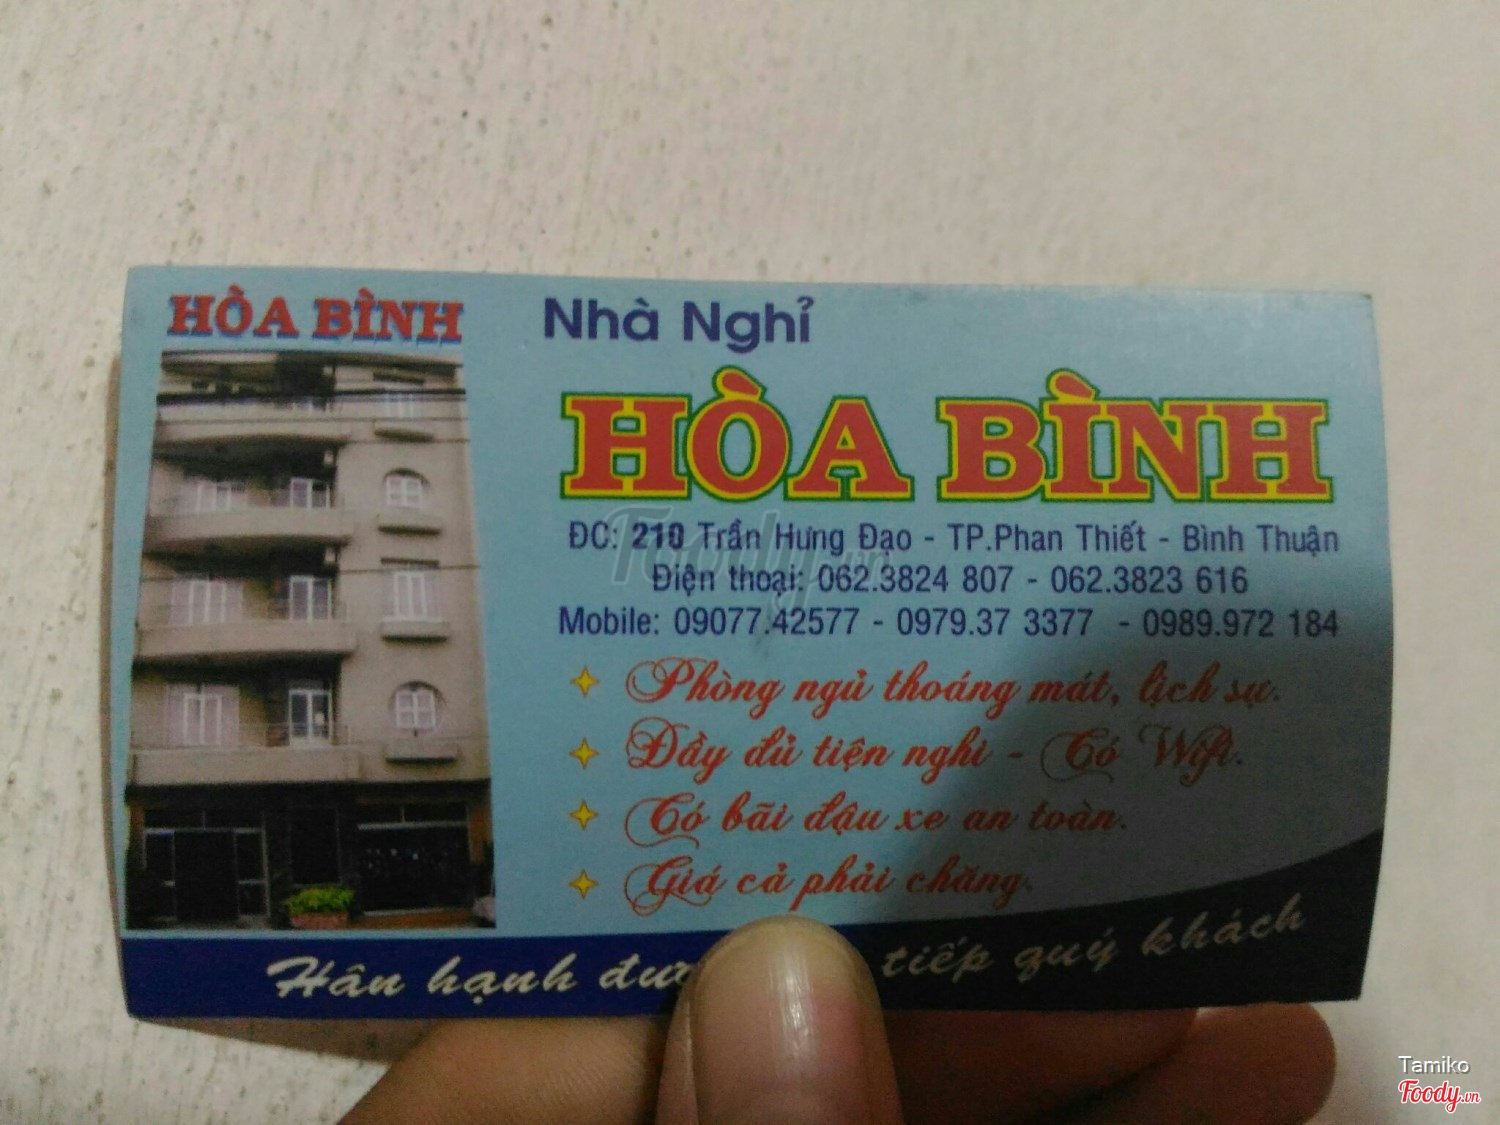 HÒA BÌNH
Nhà Nghỉ
HÒA BÌNH
ĐC: 210 Trần Hưng Đạo - TP.Phan Thiết - Bình Thuận
Điện thoại: 062.3824 807 - 062.3823 616
Mobile: 09077.42577 - 0979.37 3377 - 0989.972 184
Phòng ngủ thoáng mát, lịch sự.
Đầy đủ tiện nghi - Có Wifi.
Có bãi đậu xe an toàn.
Giá cả phải chăng.
Hân hạnh tiếp quý khách
Foody.vn
Tamiko
Foody.vn